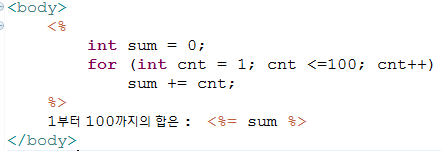 <body>
<%
int sum = 0;
for (int cnt = 1; cnt <=100; cnt++)
sum += cnt;
%>
1부터 100까지의 합은 : <%= sum %>
</body>